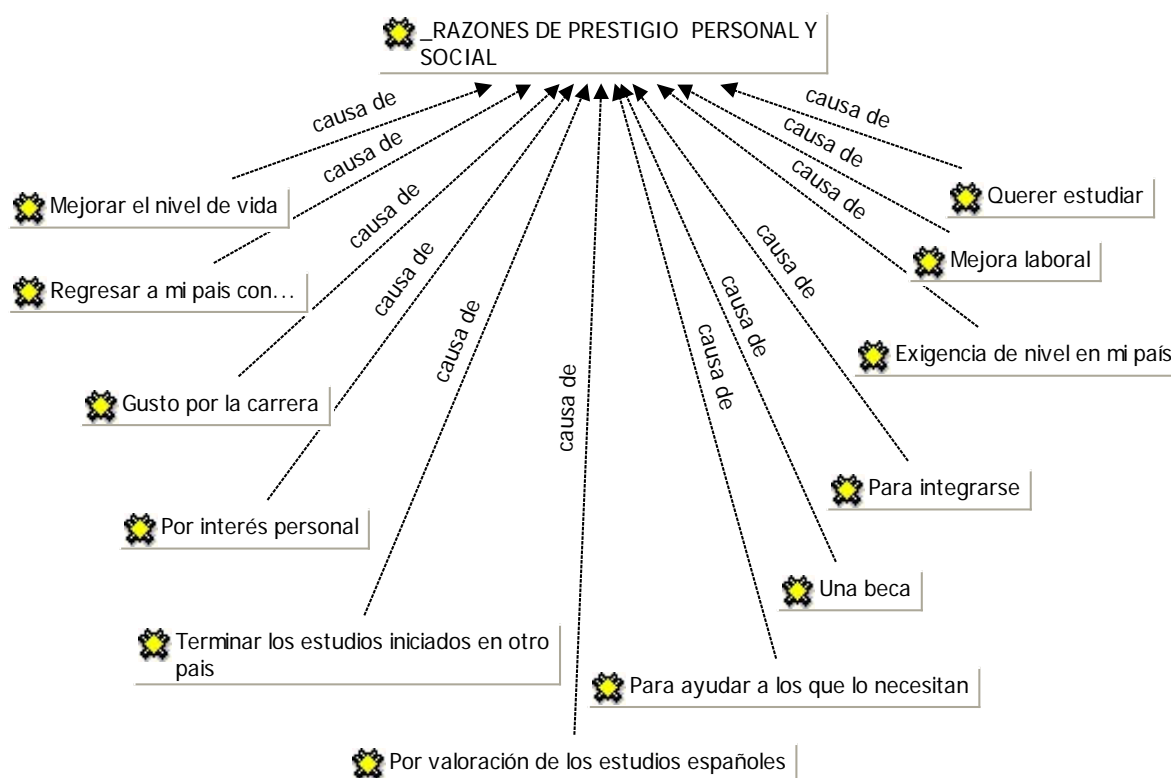 _RAZONES DE PRESTIGIO PERSONAL Y
SOCIAL
causa de
causa de
causa de
causa de
causa de
causa de
causa de
causa de
causa de
causa de
causa de
causa de
Mejorar el nivel de vida
Querer estudiar
Regresar a mi pais con...
Mejora laboral
Exigencia de nivel en mi país
Gusto por la carrera
Para integrarse
Por interés personal
Una beca
Terminar los estudios iniciados en otro
pais
Para ayudar a los que lo necesitan
Por valoración de los estudios españoles